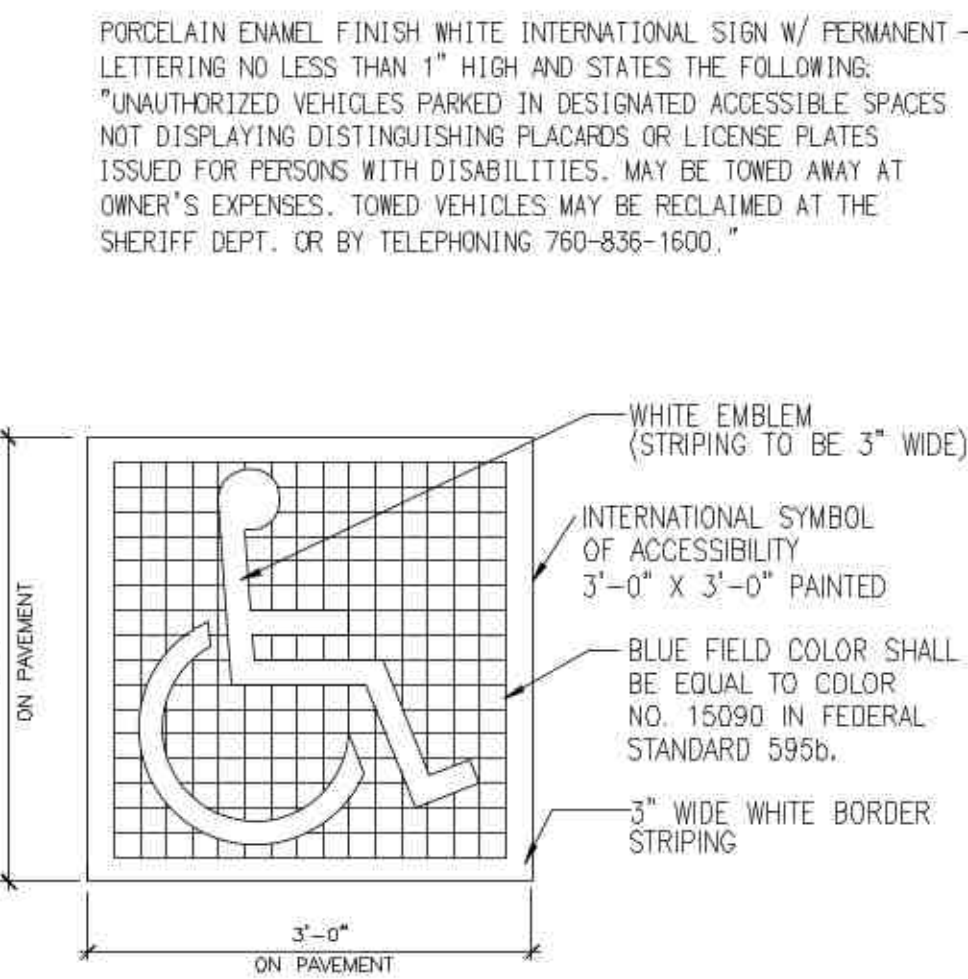 PORCELAIN ENAMEL FINISH WHITE INTERNATIONAL SIGN W/ PERMANENT
LETTERING NO LESS THAN 1" HIGH AND STATES THE FOLLOWING:
"UNAUTHORIZED VEHICLES PARKED IN DESIGNATED ACCESSIBLE SPACES
NOT DISPLAYING DISTINGUISHING PLACARDS OR LICENSE PLATES
ISSUED FOR PERSONS WITH DISABILITIES. MAY BE TOWED AWAY AT
OWNER'S EXPENSES. TOWED VEHICLES MAY BE RECLAIMED AT THE
SHERIFF DEPT. OR BY TELEPHONING 760-836-1600."
WHITE EMBLEM
(STRIPING TO BE 3" WIDE)
INTERNATIONAL SYMBOL
OF ACCESSIBILITY
3'-0" X 3'-0" PAINTED
BLUE FIELD COLOR SHALL
BE EQUAL TO COLOR
NO. 15090 IN FEDERAL
STANDARD 595b.
3" WIDE WHITE BORDER
STRIPING
ON PAVEMENT
3'-0"
ON PAVEMENT